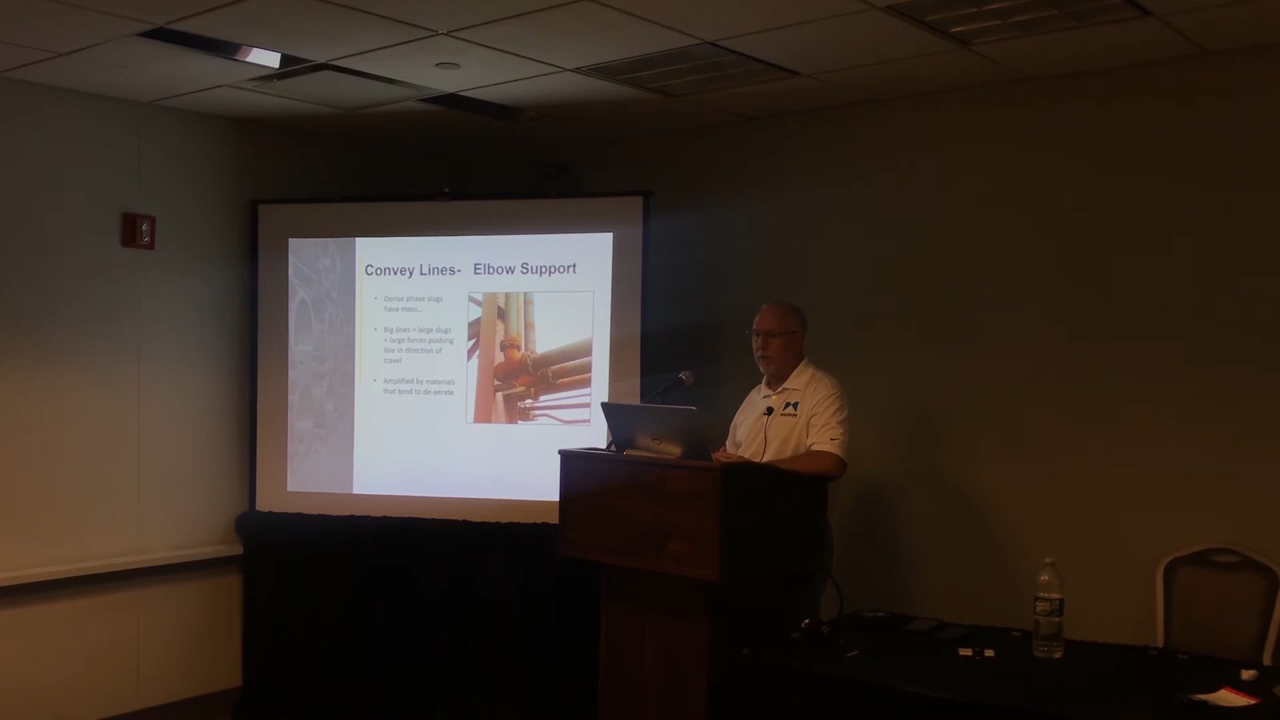 Convey Lines- Elbow Support
• Dense phase slugs
have mass...
• Big lines = large slugs
= large forces pushing
line in direction of
travel
• Amplified by materials
that tend to de-aerate